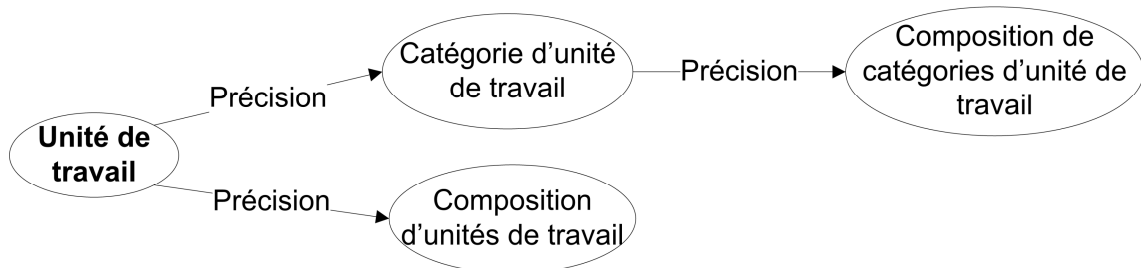 Unité de
travail
Précision
Catégorie d’unité
de travail
Précision
Composition de
catégories d’unité de
travail
Précision
Composition
d’unités de travail